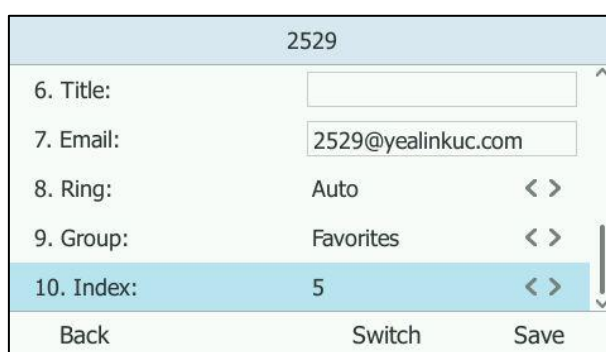 2529
6. Title:
7. Email: 2529@yealinkuc.com
8. Ring: Auto
9. Group: Favorites
10. Index: 5
Back Switch Save